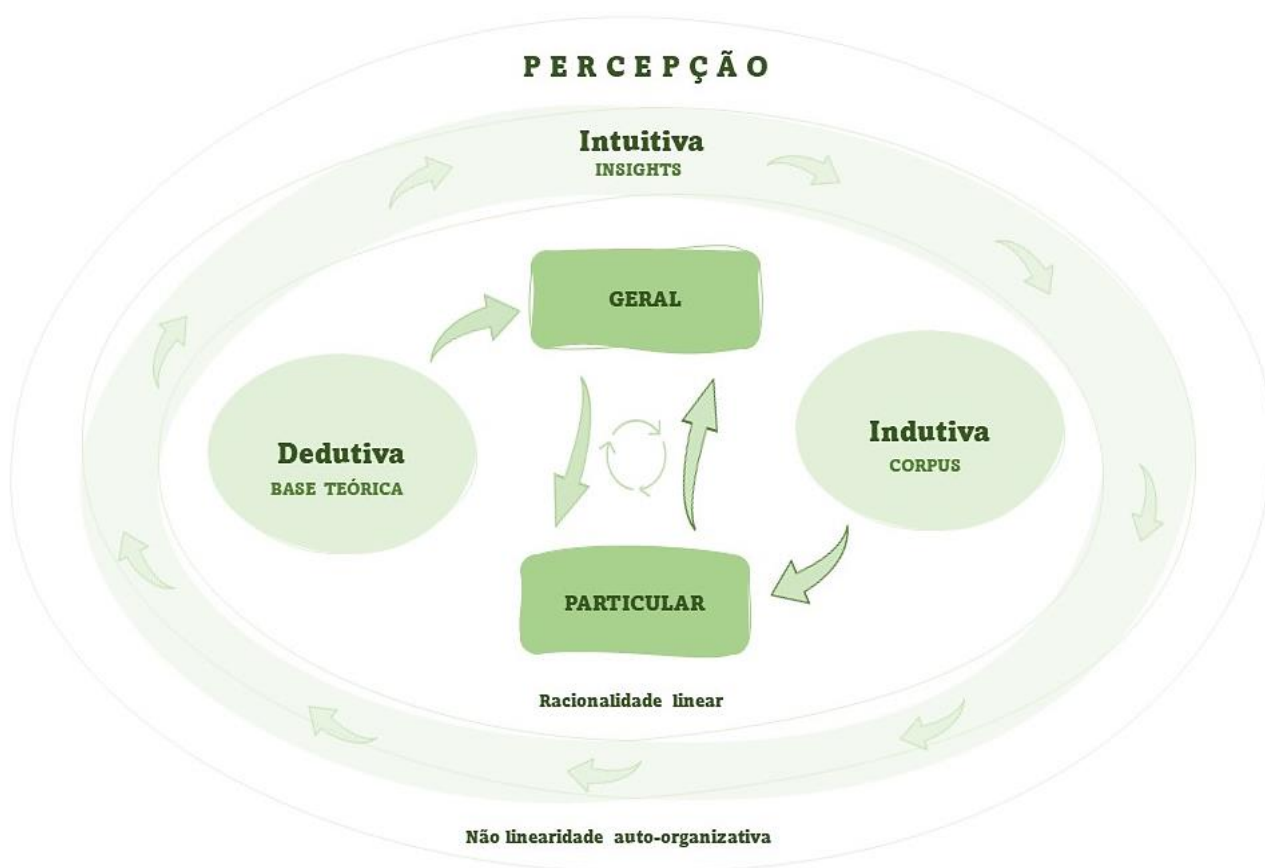 PERCEPÇÃO
Intuitiva
INSIGHTS
GERAL
Dedutiva
BASE TEÓRICA
Indutiva
CORPUS
PARTICULAR
Racionalidade linear
Não linearidade auto-organizativa